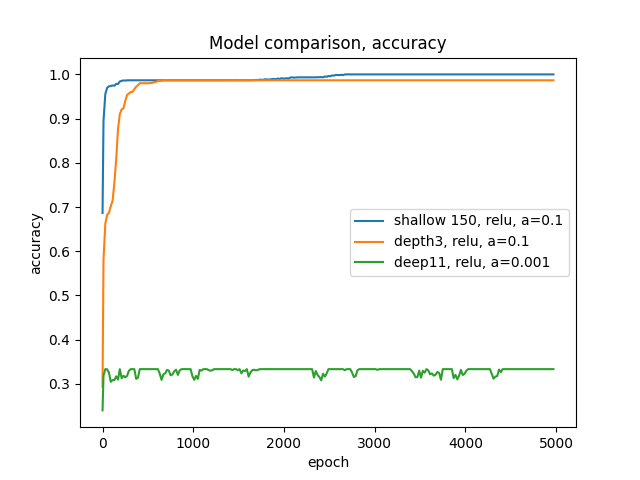 Model comparison, accuracy
accuracy
1.0
0.9
0.8
0.7
0.6
0.5
0.4
0.3
shallow 150, relu, a=0.1
depth3, relu, a=0.1
deep11, relu, a=0.001
0 1000 2000 3000 4000 5000
epoch